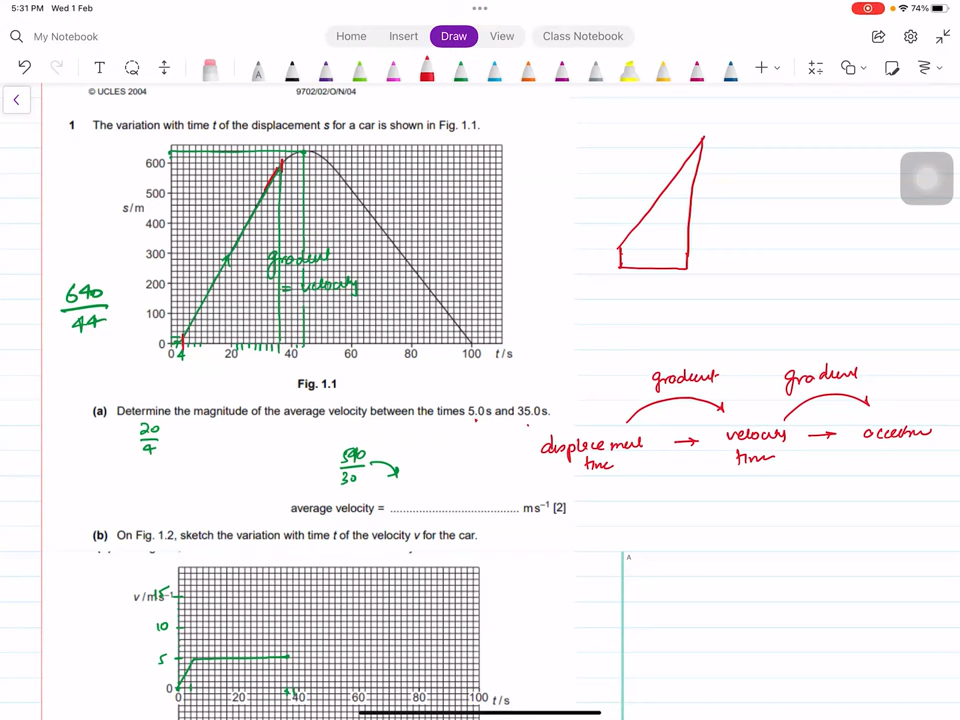 5:31 PM Wed 1 Feb
74%
My Notebook
Home Insert Draw View Class Notebook
© UCLES 2004 9702/02/O/N/04
1 The variation with time t of the displacement s for a car is shown in Fig. 1.1.
600
500
s/m
400
300
200
100
0
0 20 40 60 80 100 t/s
4
gradient
= velocity
640
44
Fig. 1.1
(a) Determine the magnitude of the average velocity between the times 5.0 s and 35.0 s.
20
4
540
30
average velocity = ........................................ m s⁻¹ [2]
gradient gradient
displacement → velocity →
time time
(b) On Fig. 1.2, sketch the variation with time t of the velocity v for the car.
A
v/m s⁻¹
15
10
5
0
0 20 40 60 80 100 t/s